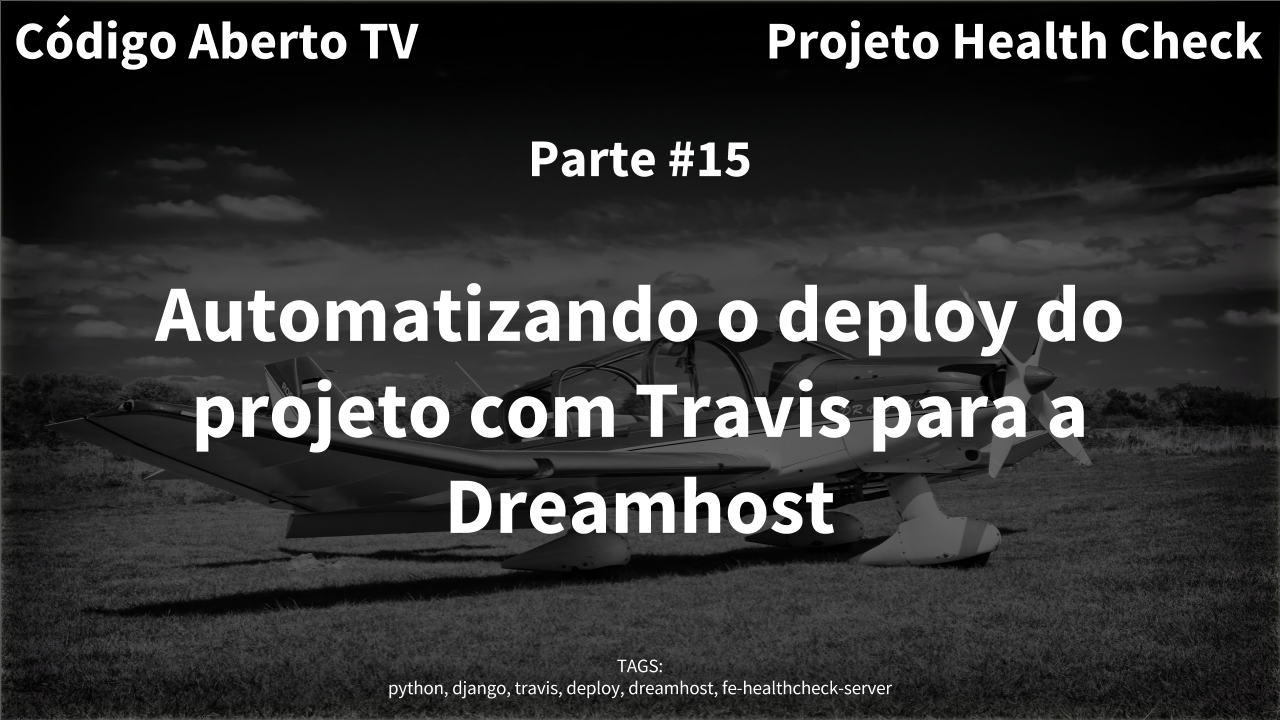 Código Aberto TV
Projeto Health Check
Parte #15
Automatizando o deploy do
projeto com Travis para a
Dreamhost
TAGS:
python, django, travis, deploy, dreamhost, fe-healthcheck-server